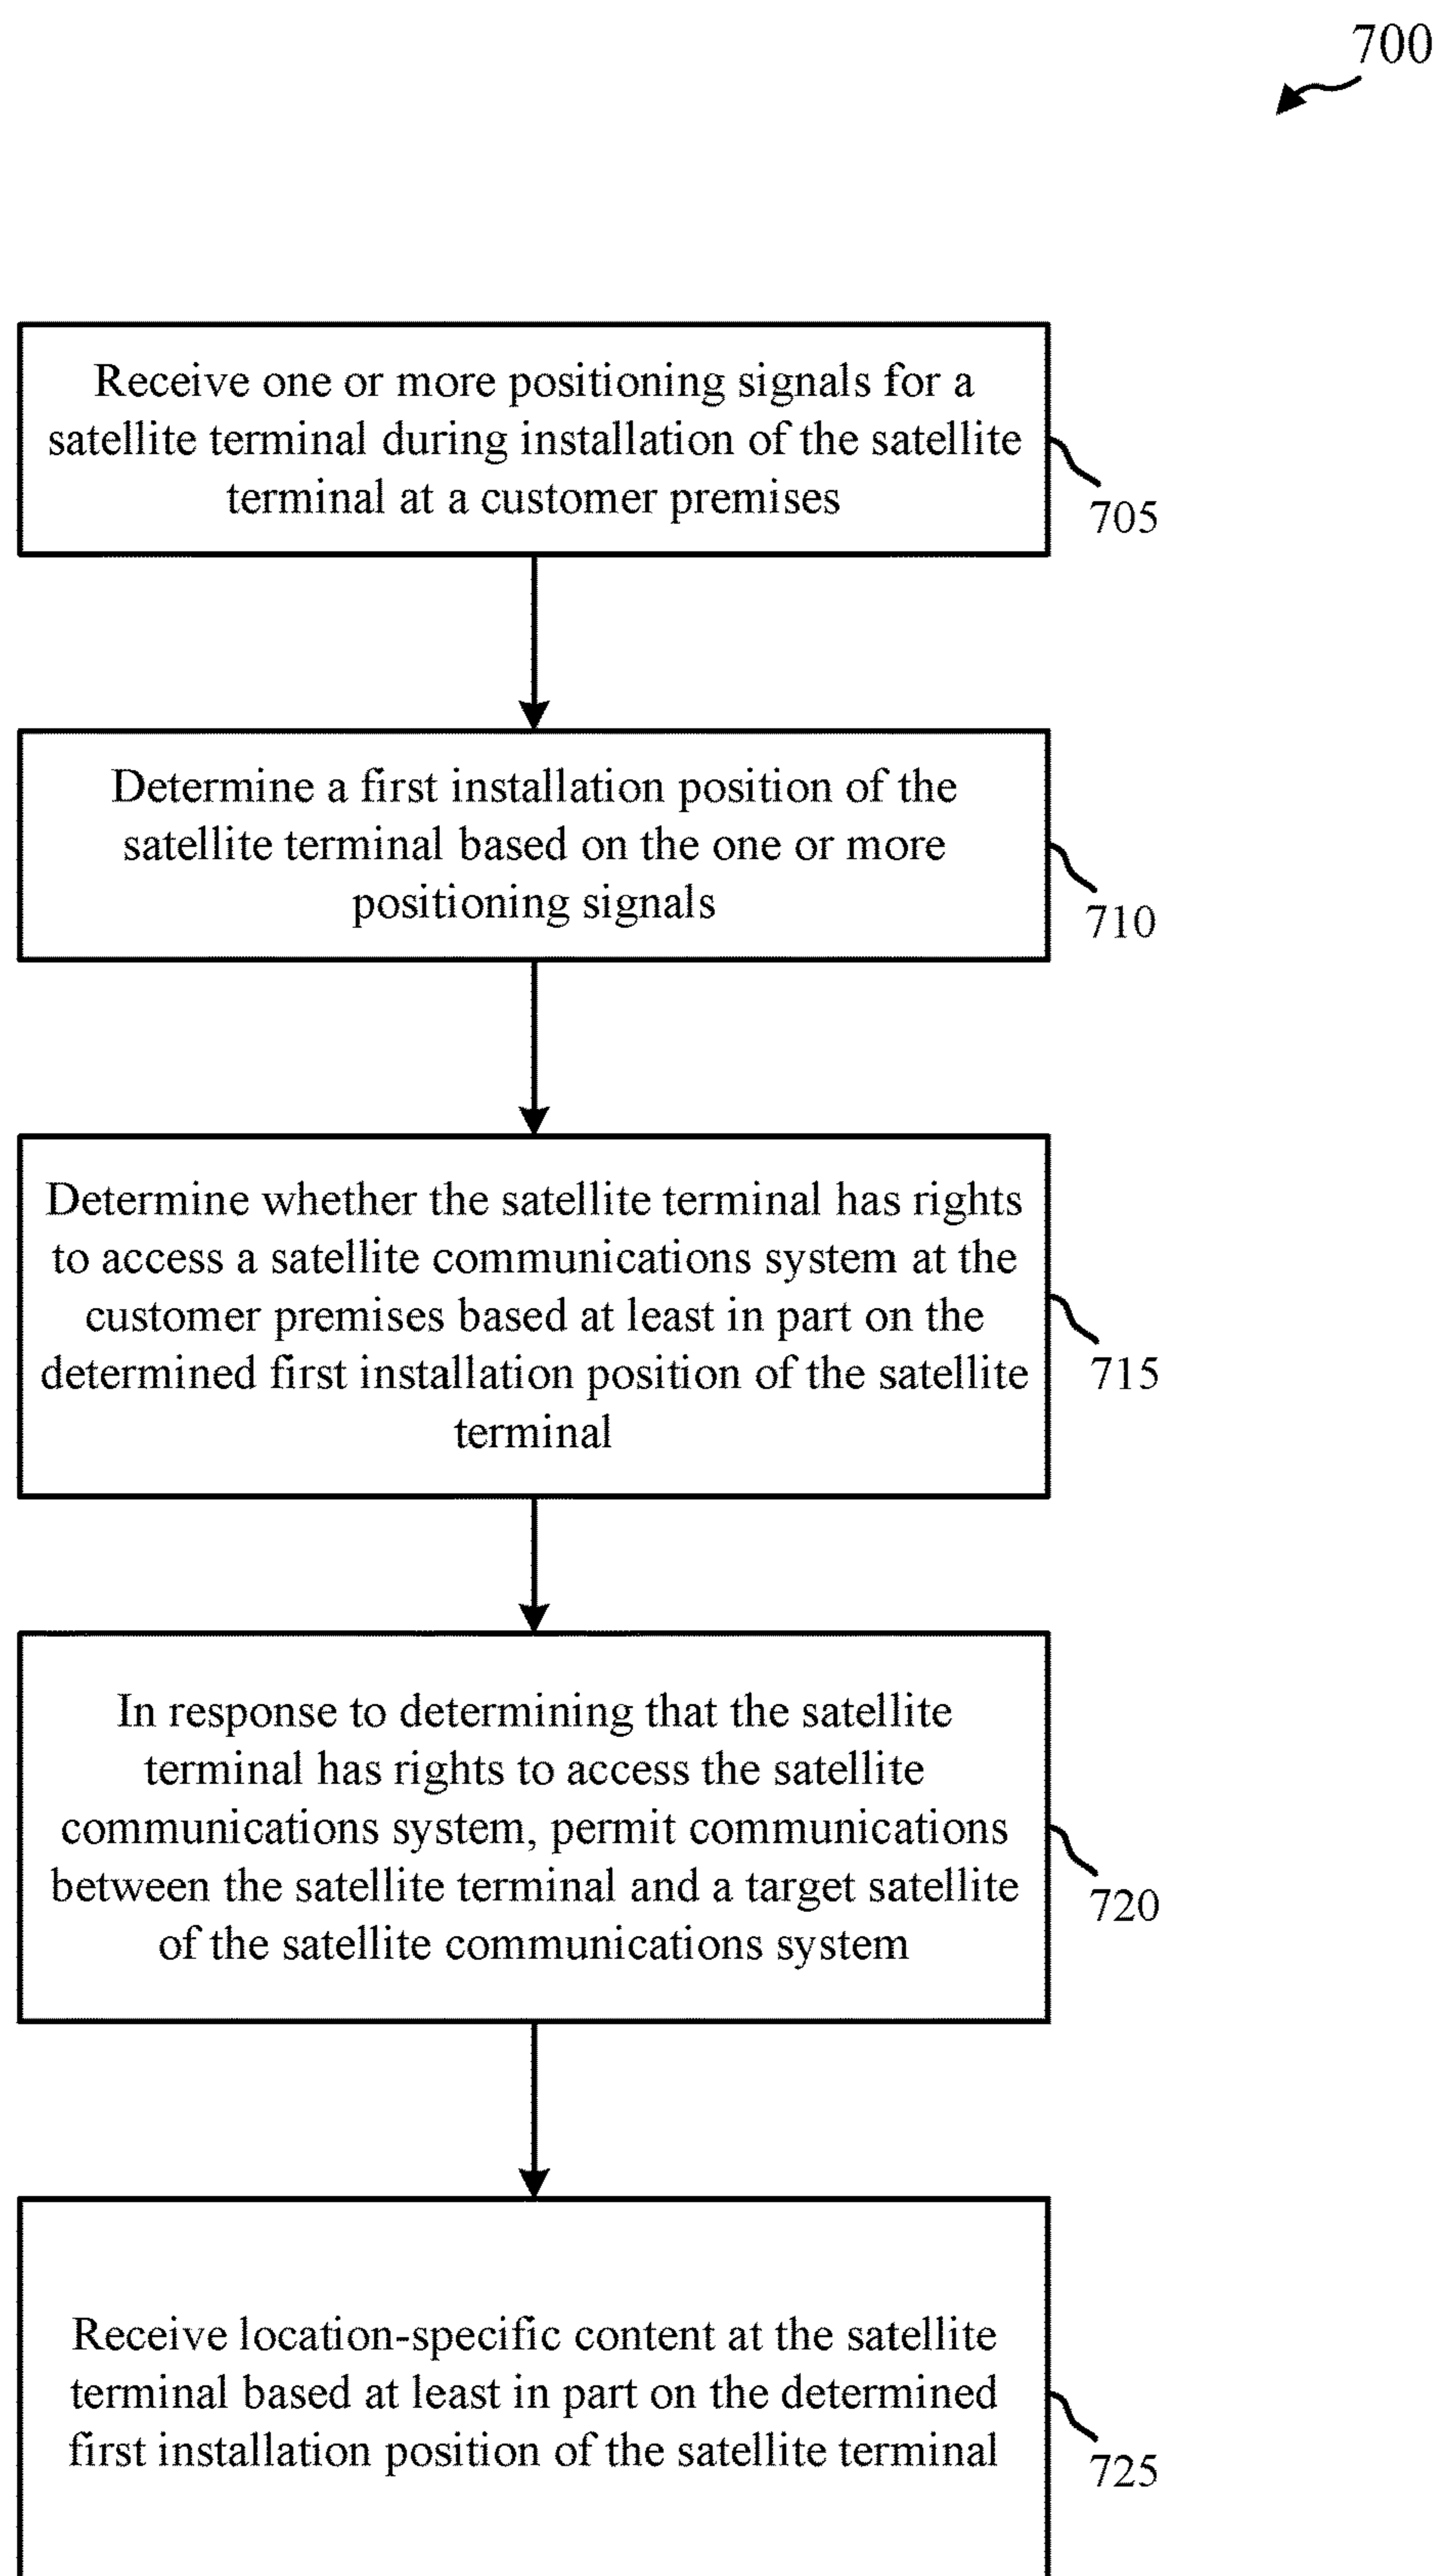 700
Receive one or more positioning signals for a
satellite terminal during installation of the satellite
terminal at a customer premises
705
Determine a first installation position of the
satellite terminal based on the one or more
positioning signals
710
Determine whether the satellite terminal has rights
to access a satellite communications system at the
customer premises based at least in part on the
determined first installation position of the satellite
terminal
715
In response to determining that the satellite
terminal has rights to access the satellite
communications system, permit communications
between the satellite terminal and a target satellite
of the satellite communications system
720
Receive location-specific content at the satellite
terminal based at least in part on the determined
first installation position of the satellite terminal
725